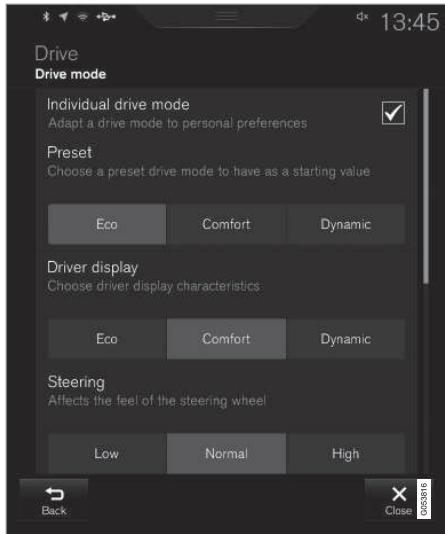 13:45
Drive
Drive mode
Individual drive mode
Adapt a drive mode to personal preferences
Preset
Choose a preset drive mode to have as a starting value
Eco Comfort Dynamic
Driver display
Choose driver display characteristics
Eco Comfort Dynamic
Steering
Affects the feel of the steering wheel
Low Normal High
Back Close
G053816